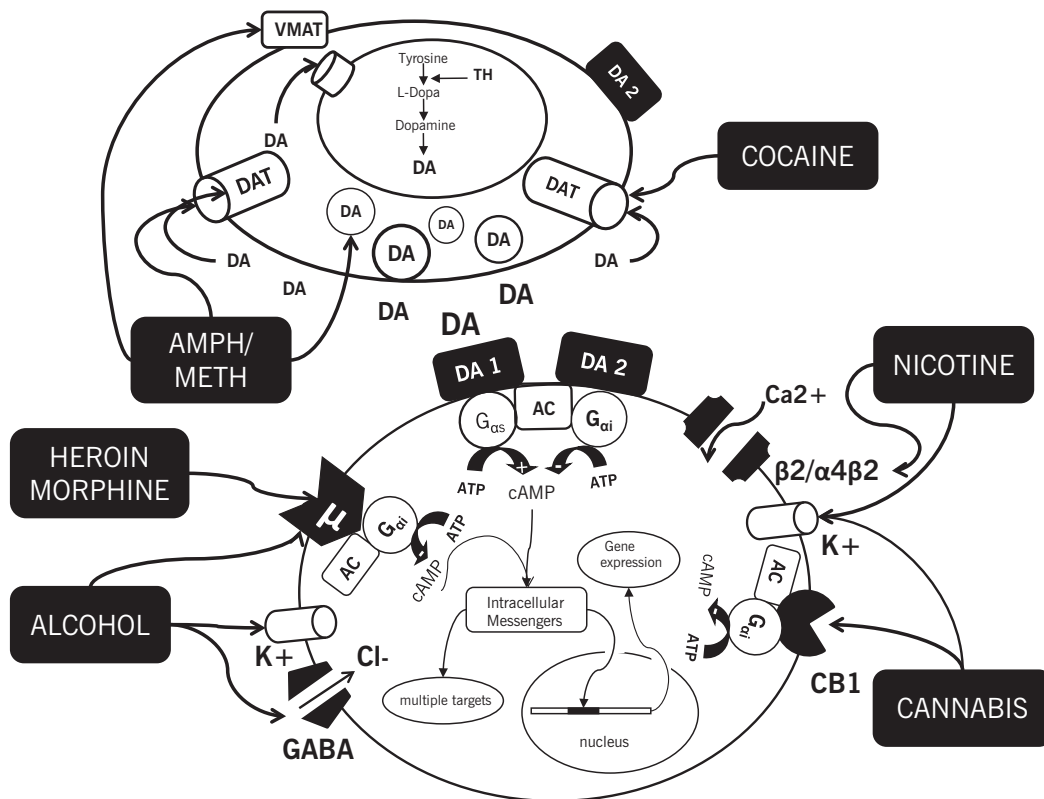 VMAT
Tyrosine
TH
L-Dopa
Dopamine
DA
DA
DA 2
COCAINE
DAT
DAT
DA
DA
DA
DA
DA
DA
DA
DA
DA
DA
AMPH/
METH
DA
DA 1
DA 2
NICOTINE
Gαs
AC
Gαi
Ca2+
HEROIN
MORPHINE
+
-
ATP
cAMP
ATP
β2/α4β2
μ
Gαi
ATP
-
AC
cAMP
K+
Gene
expression
cAMP
AC
Intracellular
Messengers
-
Gαi
ATP
ALCOHOL
K+
Cl-
CB1
multiple targets
CANNABIS
GABA
nucleus